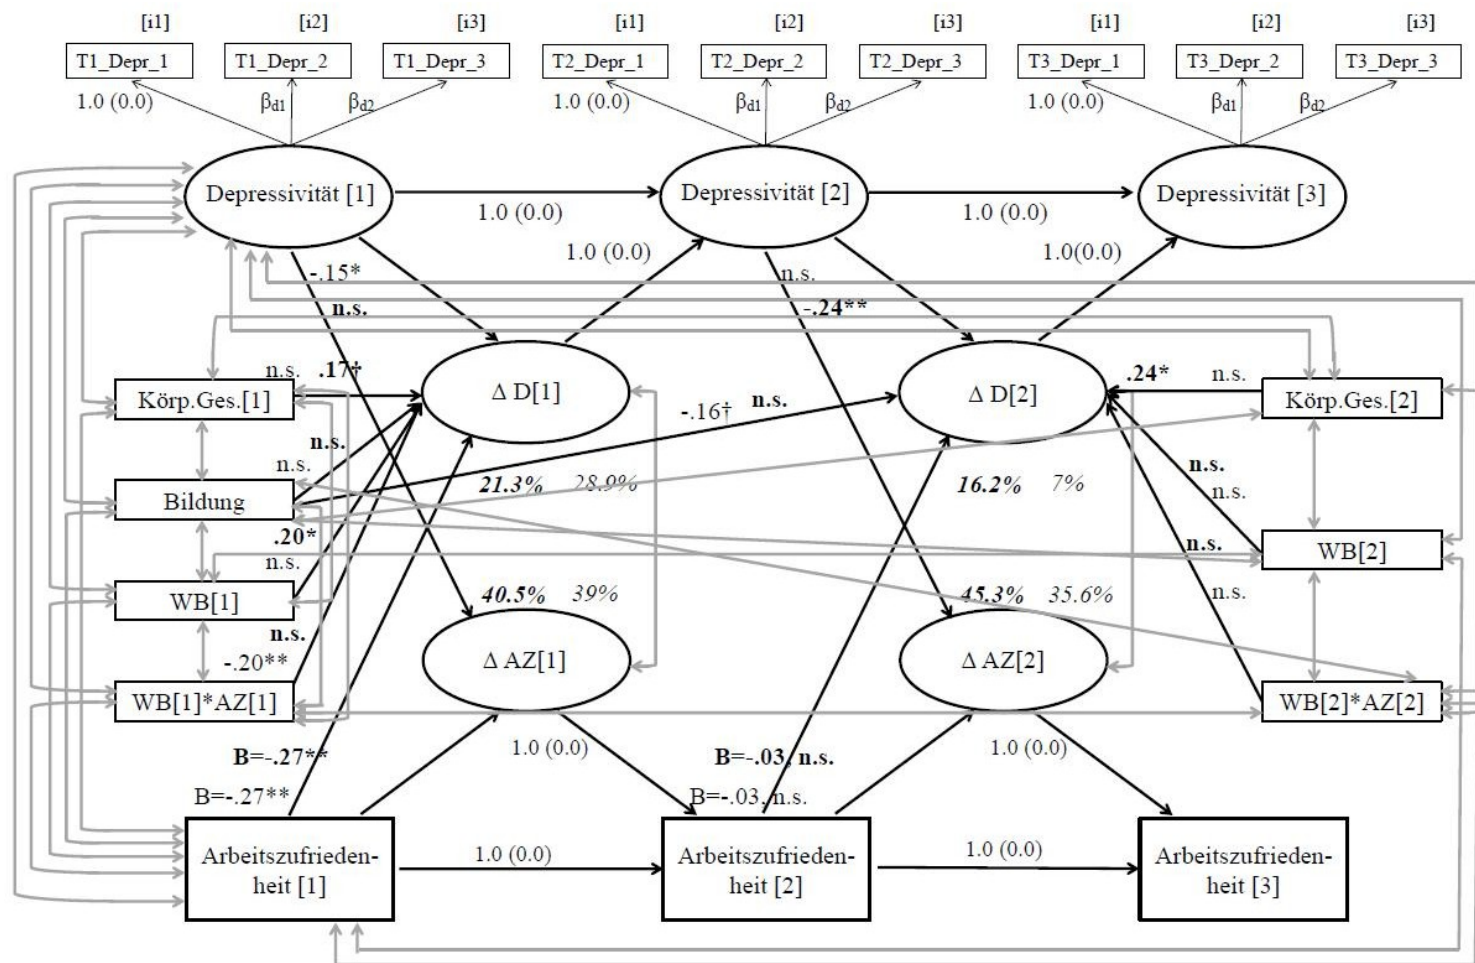 [i1] [i2] [i3] [i1] [i2] [i3] [i1] [i2] [i3]
T1_Depr_1 T1_Depr_2 T1_Depr_3 T2_Depr_1 T2_Depr_2 T2_Depr_3 T3_Depr_1 T3_Depr_2 T3_Depr_3
1.0 (0.0) βd1 βd2 1.0 (0.0) βd1 βd2 1.0 (0.0) βd1 βd2
Depressivität [1] Depressivität [2] Depressivität [3]
1.0 (0.0) 1.0 (0.0)
1.0 (0.0) 1.0(0.0)
-.15* n.s.
n.s. -.24**
n.s. .17† .24* n.s.
Δ D[1] Δ D[2]
Körp.Ges.[1] -.16† n.s. Körp.Ges.[2]
n.s.
n.s. n.s.
21.3% 28.9% 16.2% 7% n.s.
Bildung
.20*
n.s. n.s. WB[2]
WB[1] 40.5% 39% 45.3% 35.6% n.s.
n.s.
-.20** Δ AZ[1] Δ AZ[2]
WB[1]*AZ[1] WB[2]*AZ[2]
B=-.27** 1.0 (0.0) B=-.03, n.s. 1.0 (0.0)
B=-.27** B=-.03, n.s.
1.0 (0.0) 1.0 (0.0)
Arbeitszufrieden-
heit [1]
Arbeitszufrieden-
heit [2]
Arbeitszufrieden-
heit [3]